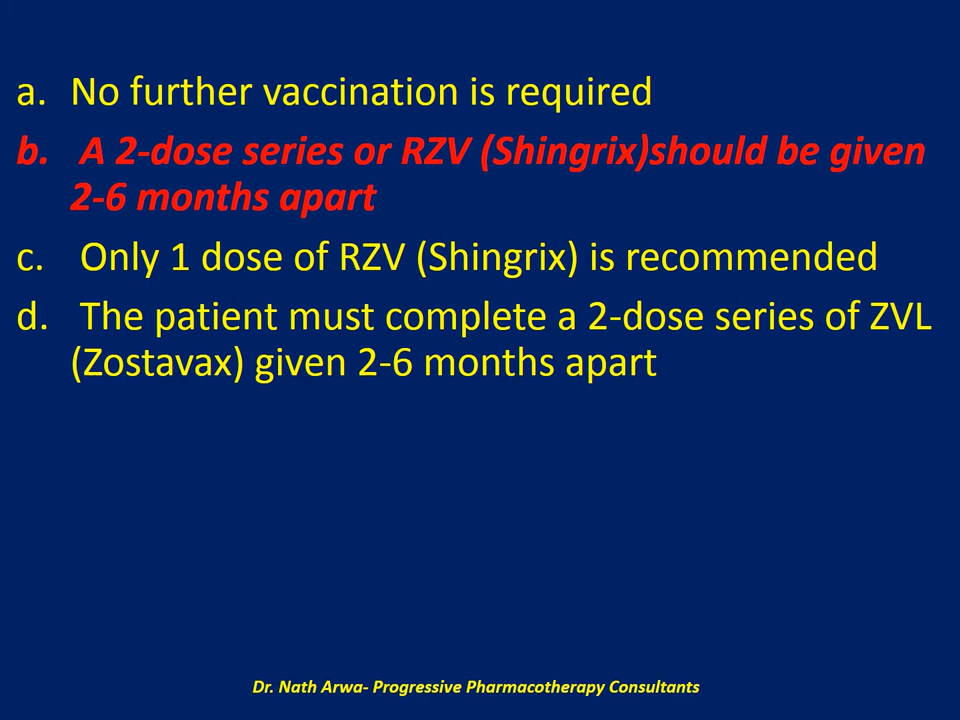 a. No further vaccination is required
b. A 2-dose series or RZV (Shingrix)should be given
2-6 months apart
c. Only 1 dose of RZV (Shingrix) is recommended
d. The patient must complete a 2-dose series of ZVL
(Zostavax) given 2-6 months apart
Dr. Nath Arwa- Progressive Pharmacotherapy Consultants